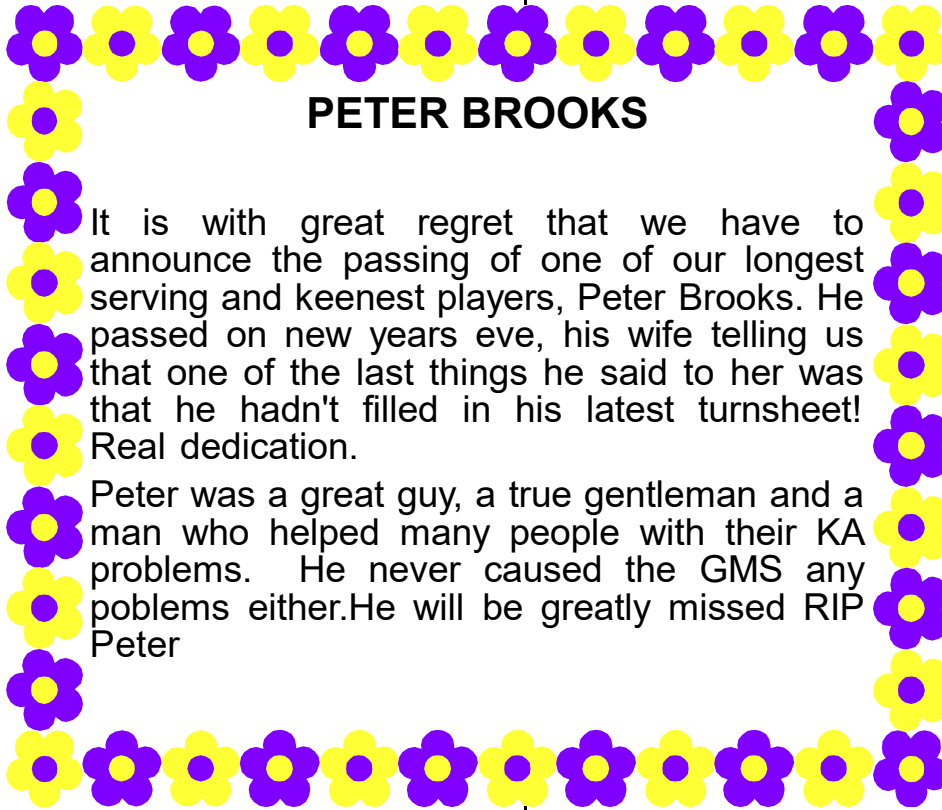 PETER BROOKS
It is with great regret that we have to
announce the passing of one of our longest
serving and keenest players, Peter Brooks. He
passed on new years eve, his wife telling us
that one of the last things he said to her was
that he hadn't filled in his latest turnsheet!
Real dedication.
Peter was a great guy, a true gentleman and a
man who helped many people with their KA
problems.  He never caused the GMS any
poblems either.He will be greatly missed RIP
Peter